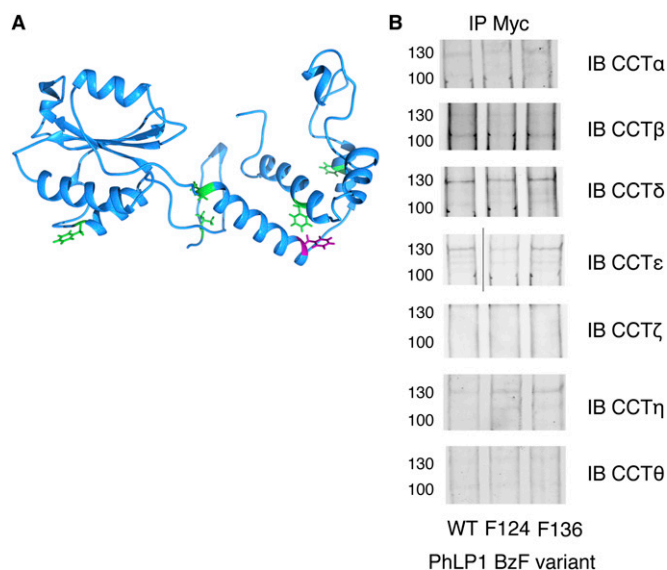 A
B
IP Myc
130
100
IB CCTα
130
100
IB CCTβ
130
100
IB CCTδ
130
100
IB CCTε
130
100
IB CCTζ
130
100
IB CCTη
130
100
IB CCTθ
WT F124 F136
PhLP1 BzF variant